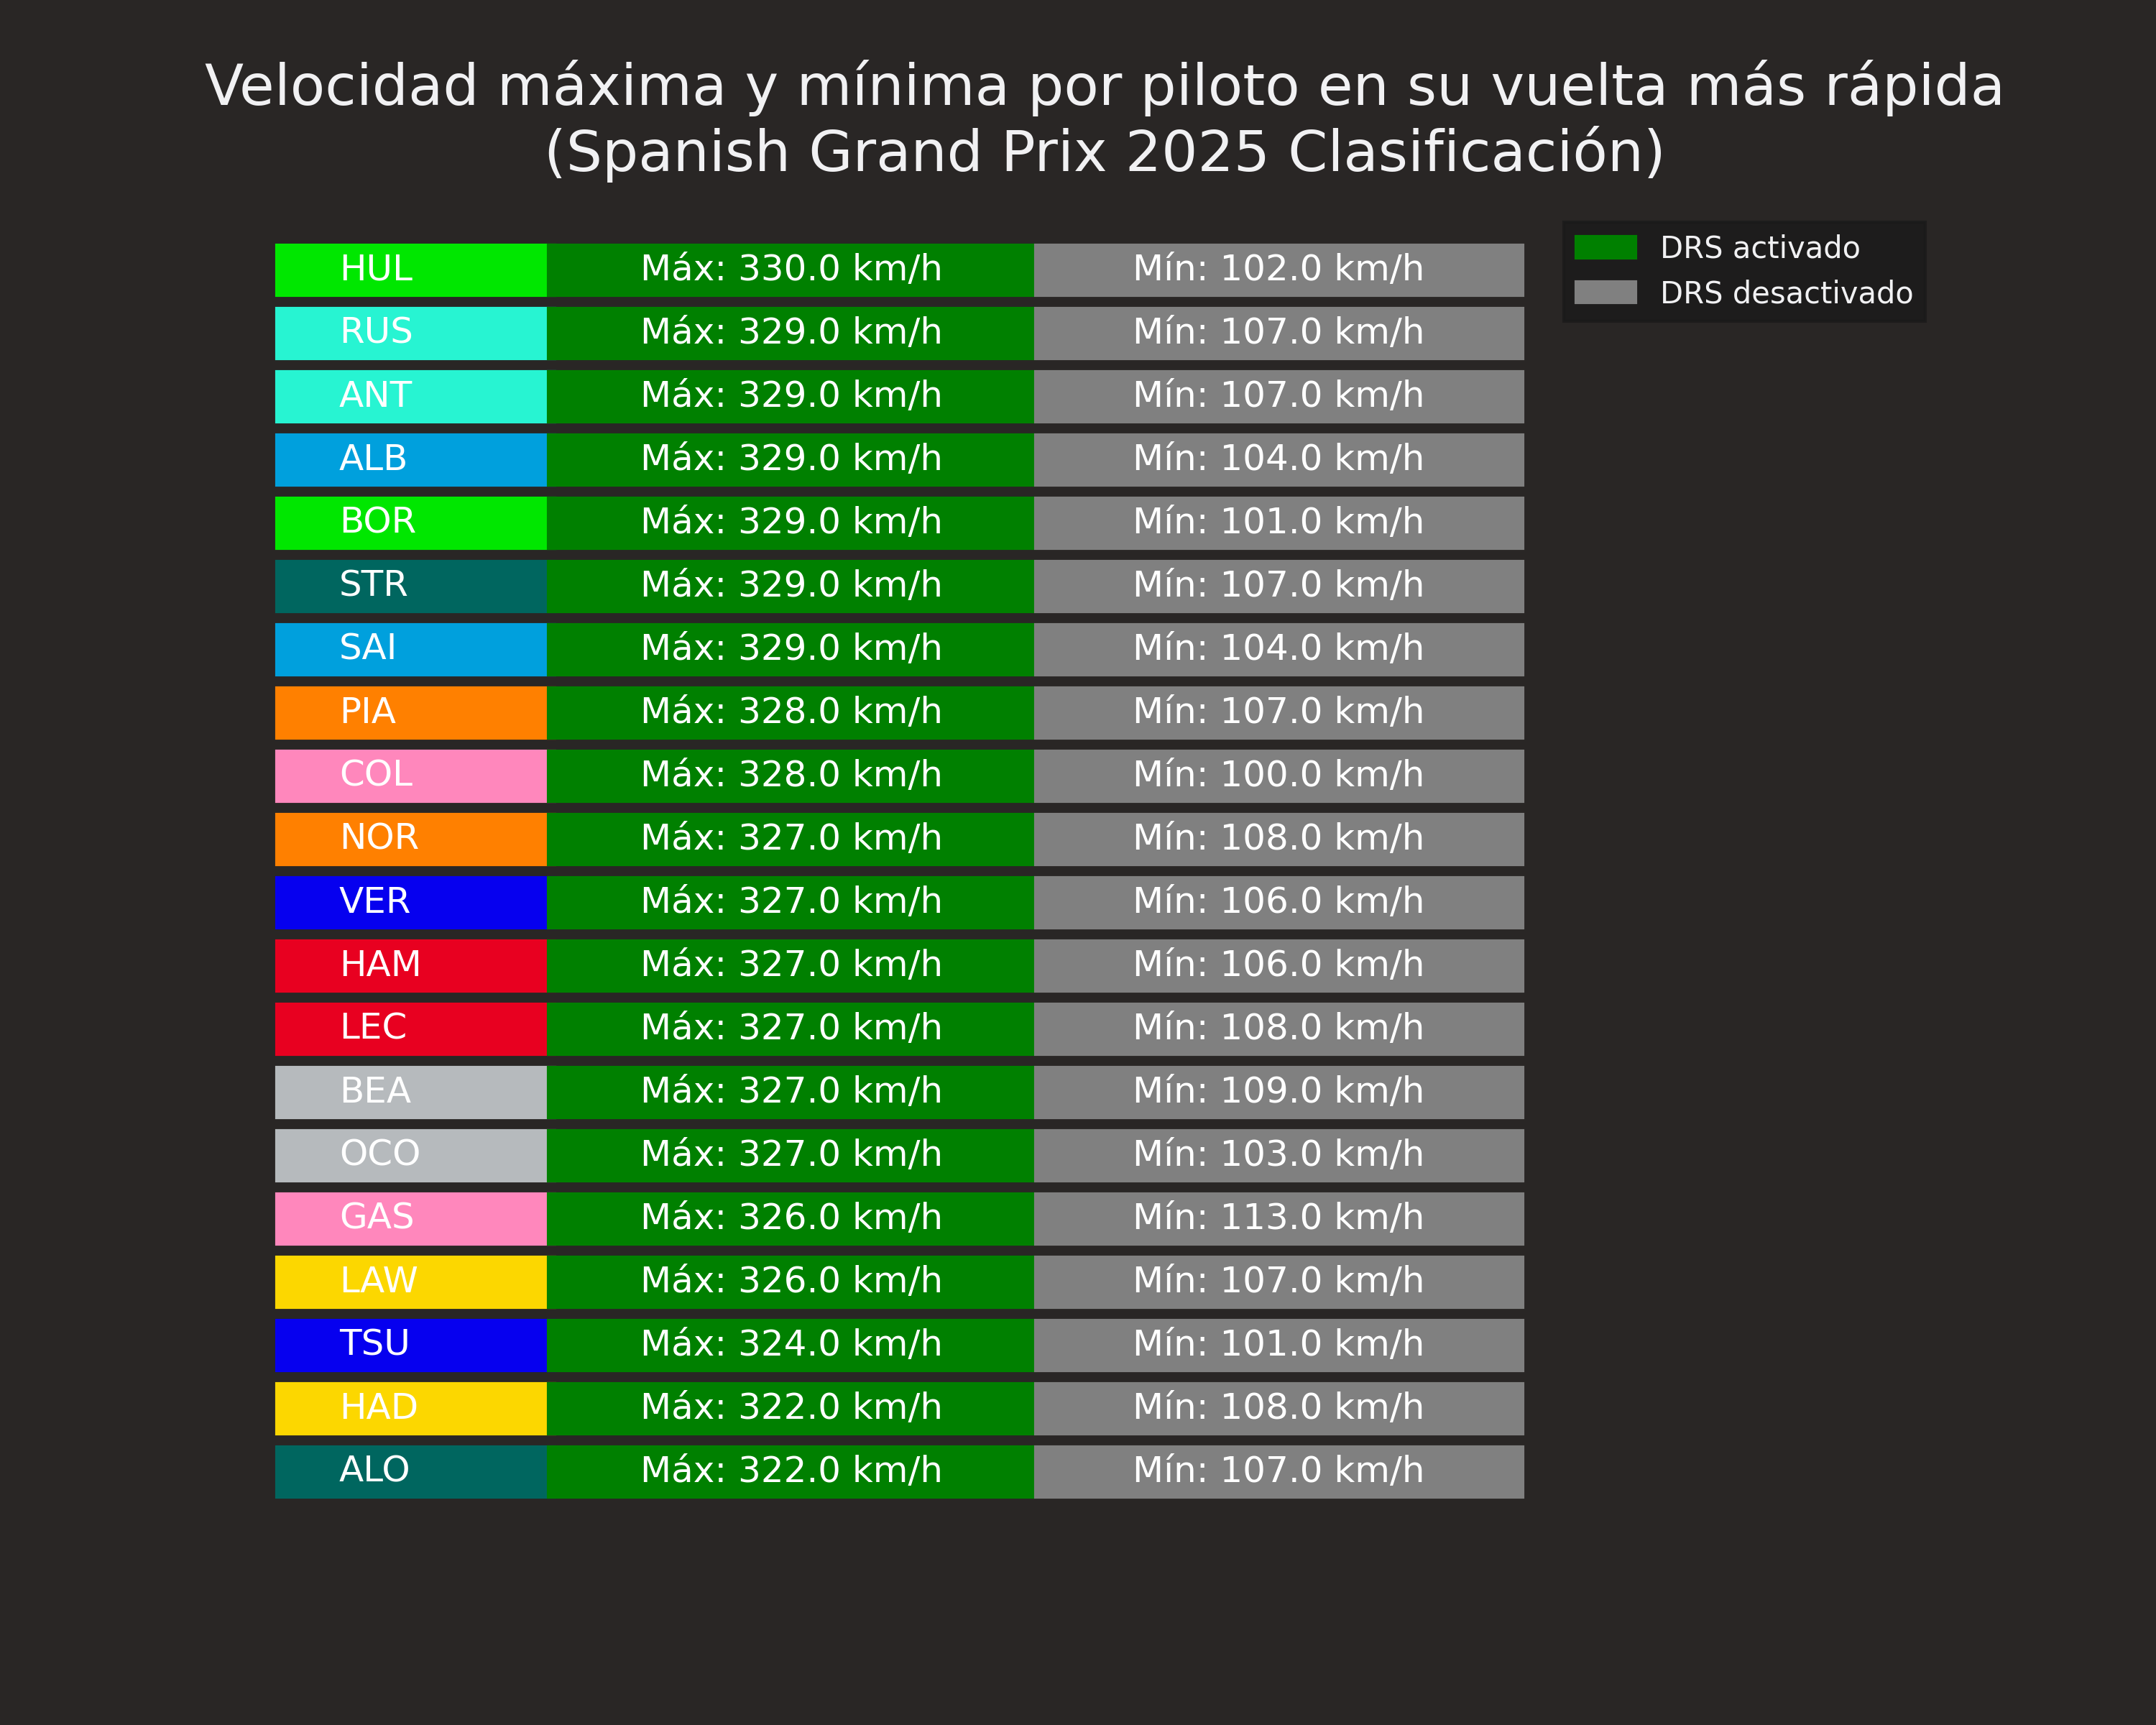 Velocidad máxima y mínima por piloto en su vuelta más rápida
(Spanish Grand Prix 2025 Clasificación)
DRS activado
DRS desactivado
HUL Máx: 330.0 km/h Mín: 102.0 km/h
RUS Máx: 329.0 km/h Mín: 107.0 km/h
ANT Máx: 329.0 km/h Mín: 107.0 km/h
ALB Máx: 329.0 km/h Mín: 104.0 km/h
BOR Máx: 329.0 km/h Mín: 101.0 km/h
STR Máx: 329.0 km/h Mín: 107.0 km/h
SAI Máx: 329.0 km/h Mín: 104.0 km/h
PIA Máx: 328.0 km/h Mín: 107.0 km/h
COL Máx: 328.0 km/h Mín: 100.0 km/h
NOR Máx: 327.0 km/h Mín: 108.0 km/h
VER Máx: 327.0 km/h Mín: 106.0 km/h
HAM Máx: 327.0 km/h Mín: 106.0 km/h
LEC Máx: 327.0 km/h Mín: 108.0 km/h
BEA Máx: 327.0 km/h Mín: 109.0 km/h
OCO Máx: 327.0 km/h Mín: 103.0 km/h
GAS Máx: 326.0 km/h Mín: 113.0 km/h
LAW Máx: 326.0 km/h Mín: 107.0 km/h
TSU Máx: 324.0 km/h Mín: 101.0 km/h
HAD Máx: 322.0 km/h Mín: 108.0 km/h
ALO Máx: 322.0 km/h Mín: 107.0 km/h